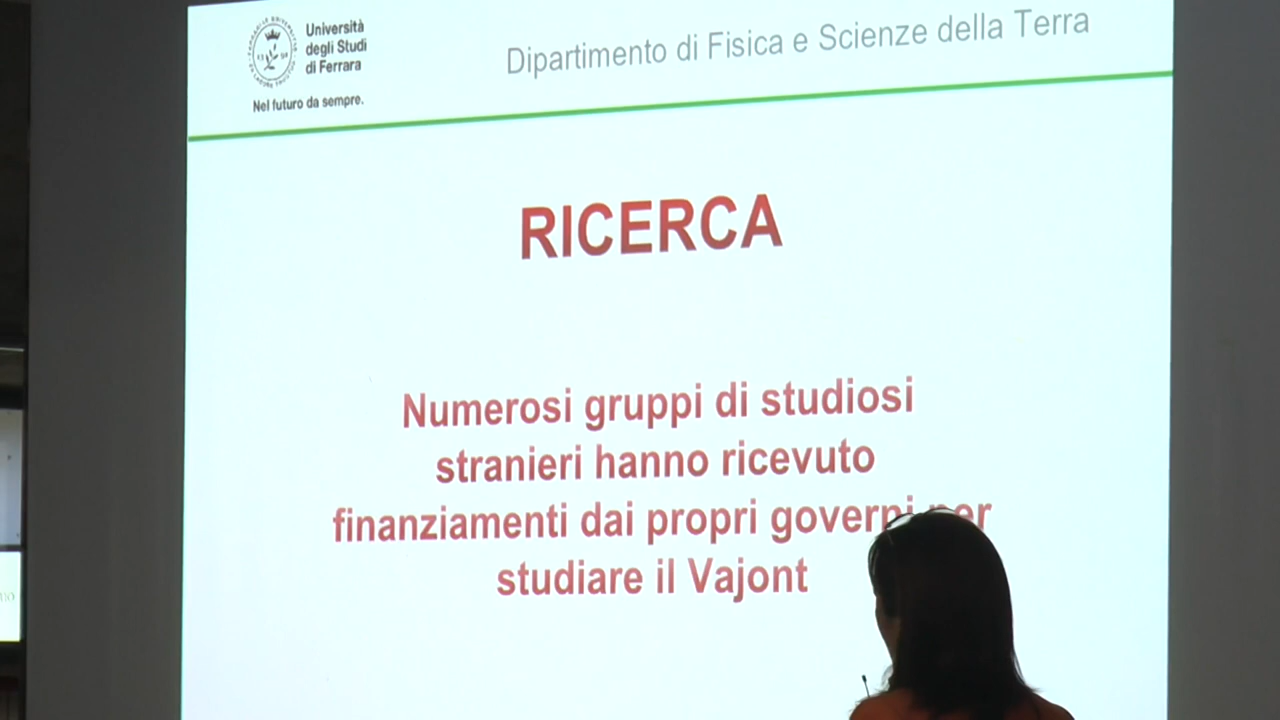 Università
degli Studi
di Ferrara
Nel futuro da sempre.
Dipartimento di Fisica e Scienze della Terra
RICERCA
Numerosi gruppi di studiosi
stranieri hanno ricevuto
finanziamenti dai propri governi per
studiare il Vajont